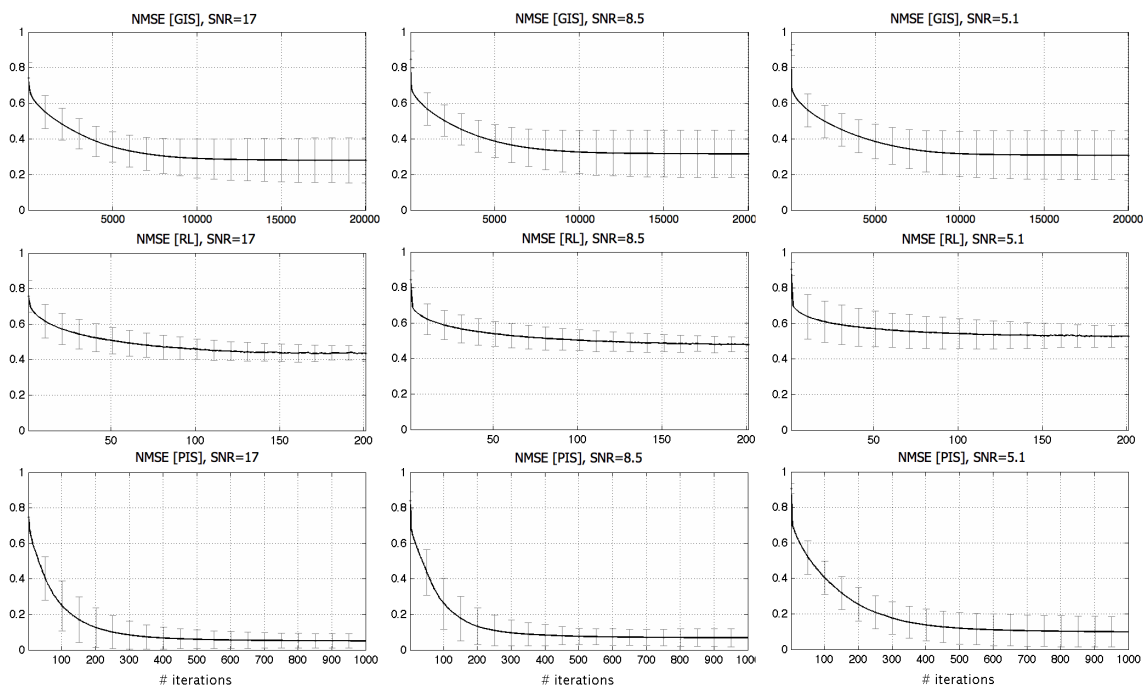 NMSE [GIS], SNR=17
NMSE [GIS], SNR=8.5
NMSE [GIS], SNR=5.1
1
0.8
0.6
0.4
0.2
0
5000 10000 15000 20000
1
0.8
0.6
0.4
0.2
0
5000 10000 15000 20000
1
0.8
0.6
0.4
0.2
0
5000 10000 15000 20000
NMSE [RL], SNR=17
NMSE [RL], SNR=8.5
NMSE [RL], SNR=5.1
1
0.8
0.6
0.4
0.2
0
50 100 150 200
1
0.8
0.6
0.4
0.2
0
50 100 150 200
1
0.8
0.6
0.4
0.2
0
50 100 150 200
NMSE [PIS], SNR=17
NMSE [PIS], SNR=8.5
NMSE [PIS], SNR=5.1
1
0.8
0.6
0.4
0.2
0
100 200 300 400 500 600 700 800 900 1000
# iterations
1
0.8
0.6
0.4
0.2
0
100 200 300 400 500 600 700 800 900 1000
# iterations
1
0.8
0.6
0.4
0.2
0
100 200 300 400 500 600 700 800 900 1000
# iterations